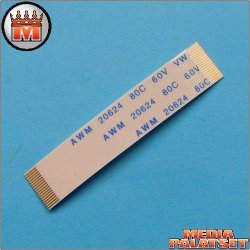 M
AWM 20624 80C 60V VW
AWM 20624 80C 60V
AWM 20624 80C
MEDIA
PALATSET